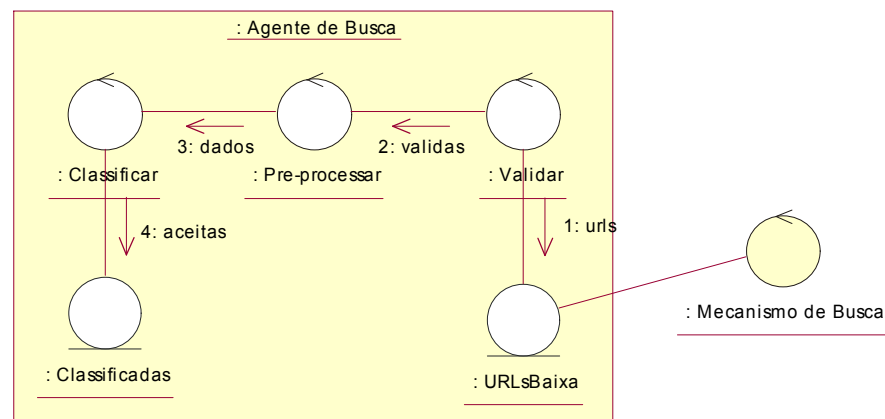 : Agente de Busca
3: dados
2: validas
: Classificar
: Pre-processar
: Validar
4: aceitas
1: urls
: Mecanismo de Busca
: Classificadas
: URLsBaixa